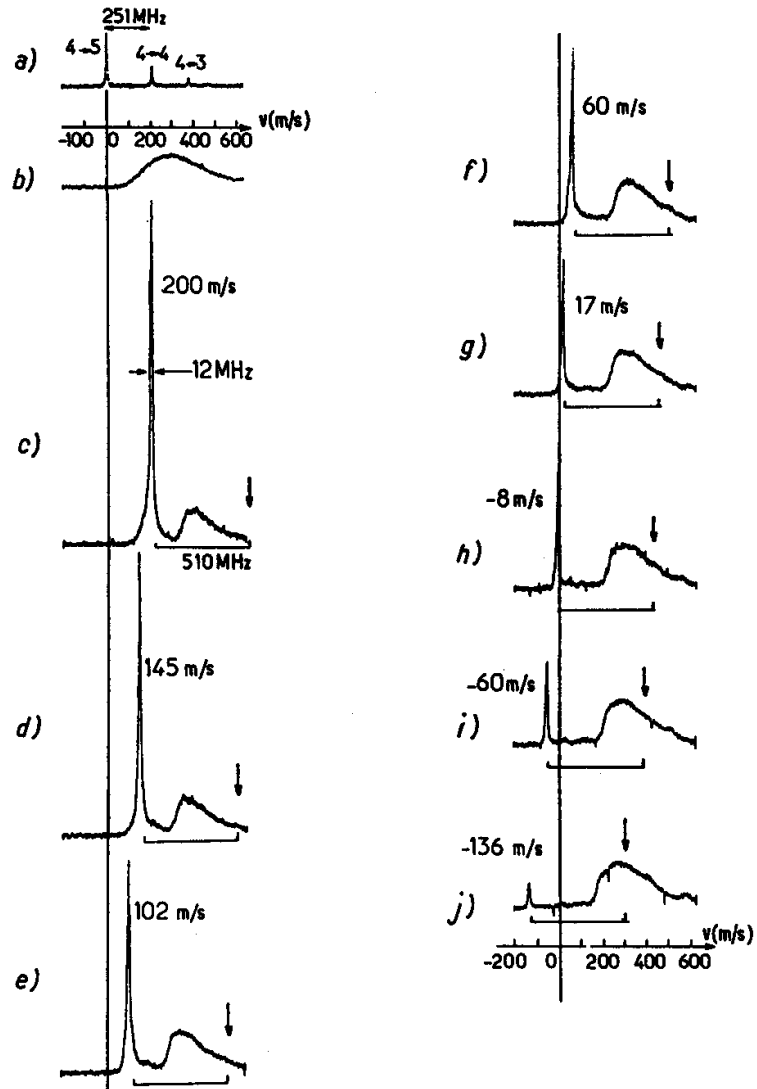 251MHz
a) 4→5 4→4 4→3
v(m/s)
-100 0 200 400 600
b)
200 m/s
12MHz
c)
510MHz
145 m/s
d)
102 m/s
e)
60 m/s
f)
17 m/s
g)
-8m/s
h)
-60m/s
i)
-136 m/s
j)
v(m/s)
-200 0 200 400 600